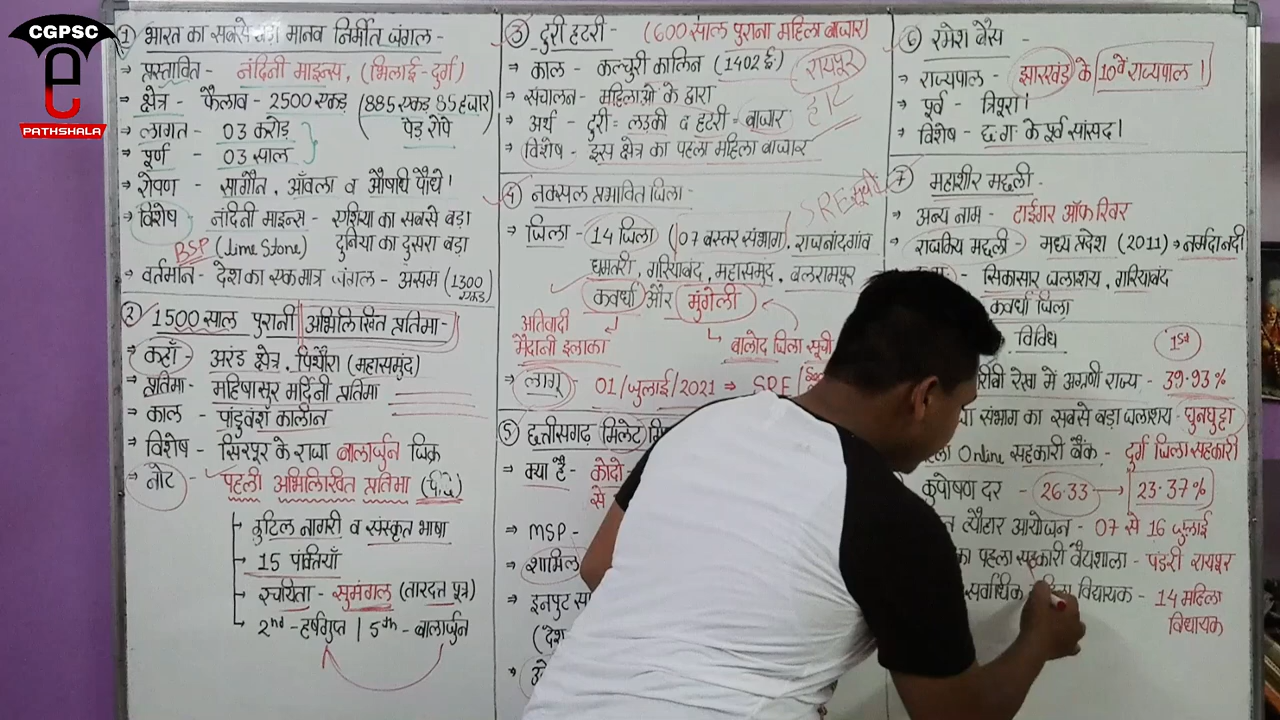 CGPSC
PATHSHALA
① भारत का सबसे बड़ा मानव निर्मित जंगल -
→ प्रस्तावित - नंदिनी माइन्स, (भिलाई-दुर्ग)
→ क्षेत्र - फैलाव - 2500 एकड़ (885 एकड़ 85 हजार
पेड़ रोपे)
→ लागत - 03 करोड़
→ पूर्ण - 03 साल
→ रोपण - सागौन, आँवला व औषधि पौधे।
→ विशेष - नंदिनी माइन्स - एशिया का सबसे बड़ा
BSP (lime Stone) दुनिया का दुसरा बड़ा
→ वर्तमान - देश का एकमात्र जंगल - असम (1300
एकड़)
② 1500 साल पुरानी अभिलिखित प्रतिमा -
→ कहाँ - अरंड क्षेत्र, पिथौरा (महासमुंद)
→ प्रतिमा - महिषासुर मर्दिनी प्रतिमा
→ काल - पांडुवंश कालीन
→ विशेष - सिरपुर के राजा बालार्जुन जिक्र
→ नोट - पहली अभिलिखित प्रतिमा
→ कुटिल नागरी व संस्कृत भाषा
→ 15 पंक्तियाँ
→ रचयिता - सुमंगल (तारदत्त पुत्र)
→ 2nd - हर्षगुप्त | 5th - बालार्जुन
③ टुरी हटरी - (600 साल पुराना महिला बाजार)
→ काल - कल्चुरी कालिन (1402 ई) रायपुर
→ संचालन - महिलाओ के द्वारा
→ अर्थ - टुरी = लड़की व हटरी = बाजार
→ विशेष - इस क्षेत्र का पहला महिला बाजार
④ नक्सल प्रभावित जिला -
SRE सूची
→ जिला - 14 जिला (07 बस्तर संभाग), राजनांदगांव
धमतरी, गरियाबंद, महासमुंद, बलरामपुर
कवर्धा और मुंगेली
अतिवादी
मैदानी इलाका
बालोद जिला सूची
→ लागू - 01/जुलाई/2021 → SRE
⑤ छत्तीसगढ़ मिलेट
→ क्या है - कोदो
से
→ MSP -
→ शामिल
→ इनपुट
(देश
⑥ रमेश बैस -
→ राज्यपाल - झारखंड के 10वे राज्यपाल।
→ पूर्व - त्रिपुरा।
→ विशेष - छ.ग. के पूर्व सांसद।
⑦ महाशीर मछली -
→ अन्य नाम - टाईगर ऑफ रिवर
→ राजकिय मछली - मध्य प्रदेश (2011) → नर्मदा नदी
सिकासार जलाशय, गरियाबंद
कवर्धा जिला
विविध 1st
रेखा में अग्रणी राज्य - 39.93%
संभाग का सबसे बड़ा जलाशय - घुनघुट्टा
Online सहकारी बैंक - दुर्ग जिला सहकारी
कुपोषण दर - 26.33 → 23.37%
त्यौहार आयोजन - 07 से 16 जुलाई
का पहला सहकारी वैद्यशाला - पंडरी रायपुर
सर्वाधिक विधायक - 14 महिला
विधायक